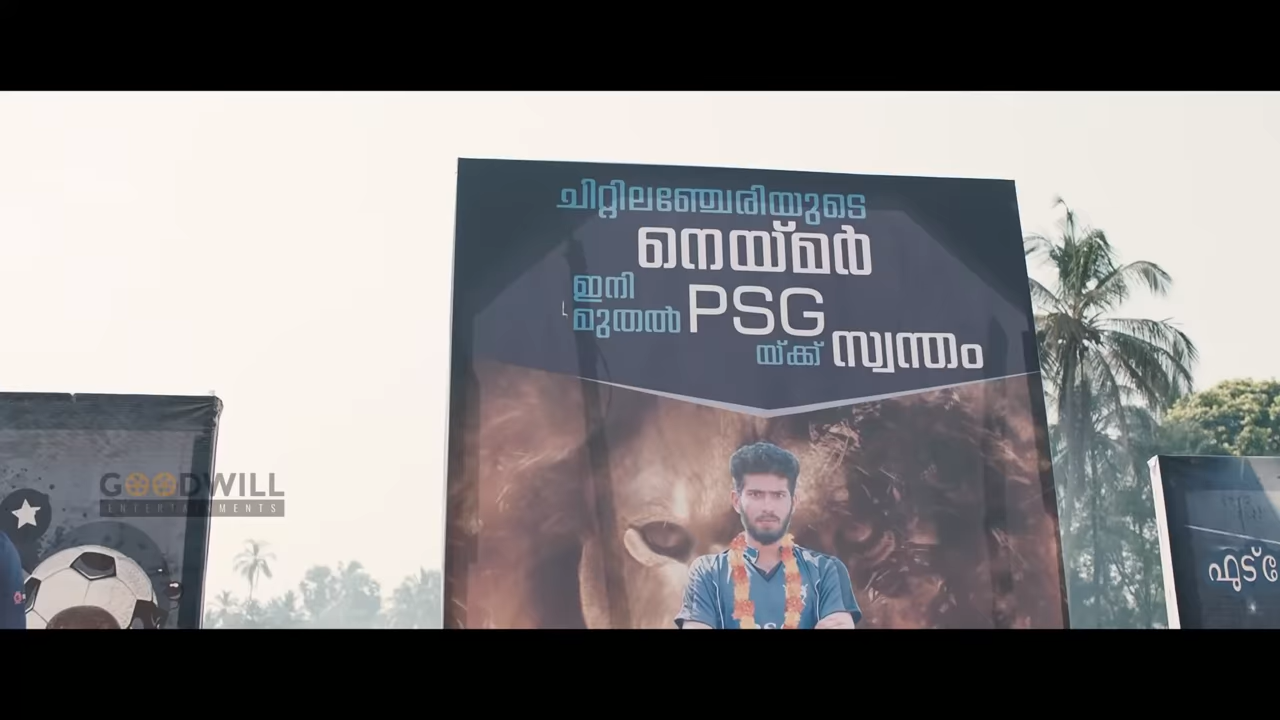 ചിറ്റിലഞ്ചേരിയുടെ
നെയ്മർ
ഇനി
മുതൽ PSG
യ്ക്ക് സ്വന്തം
GOODWILL
ENTERTAINMENTS